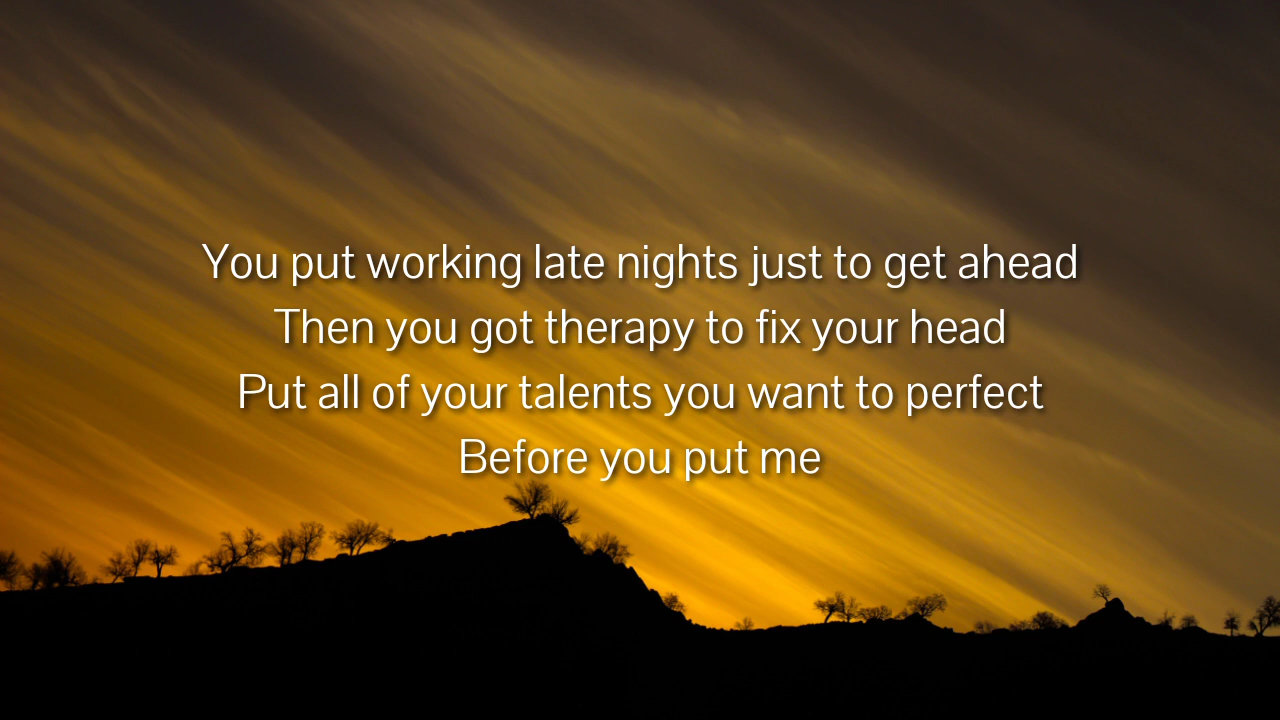 You put working late nights just to get ahead
Then you got therapy to fix your head
Put all of your talents you want to perfect
Before you put me